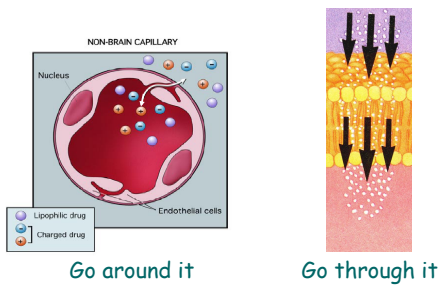 NON-BRAIN CAPILLARY
Nucleus
Endothelial cells
Lipophilic drug
Charged drug
Go around it
Go through it